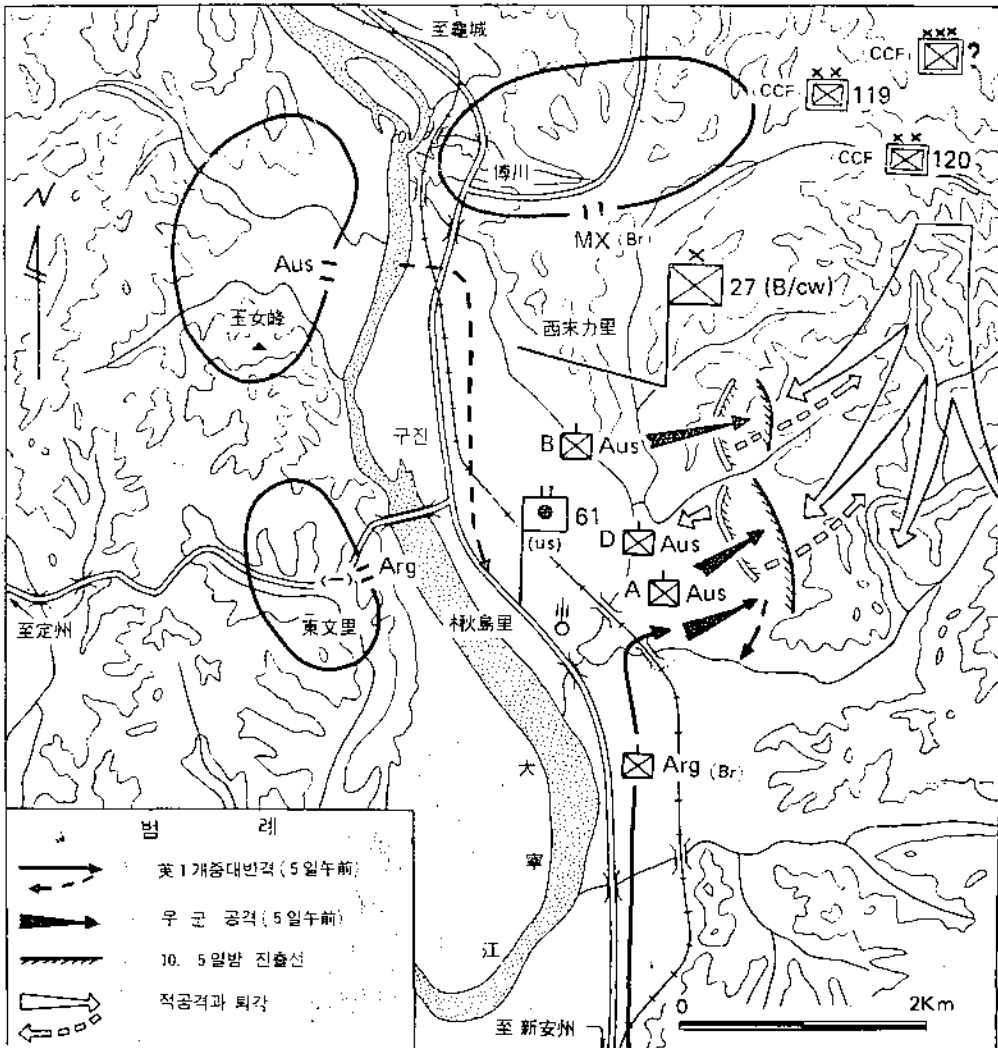 至龜城
CCF xxx ?
CCF xx 119
CCF xx 120
N
博川
MX (Br)
x
27 (B/cw)
Aus
玉女峰
西末力里
구진
B Aus
61
(us)
D Aus
A Aus
(—) Arg
東文里
楸島里
至定州
大
寧
江
Arg (Br)
범 례
英1개중대반격(5일午前)
우군 공격(5일午前)
10. 5일밤 진출선
적공격과 퇴각
至新安州
0 2Km